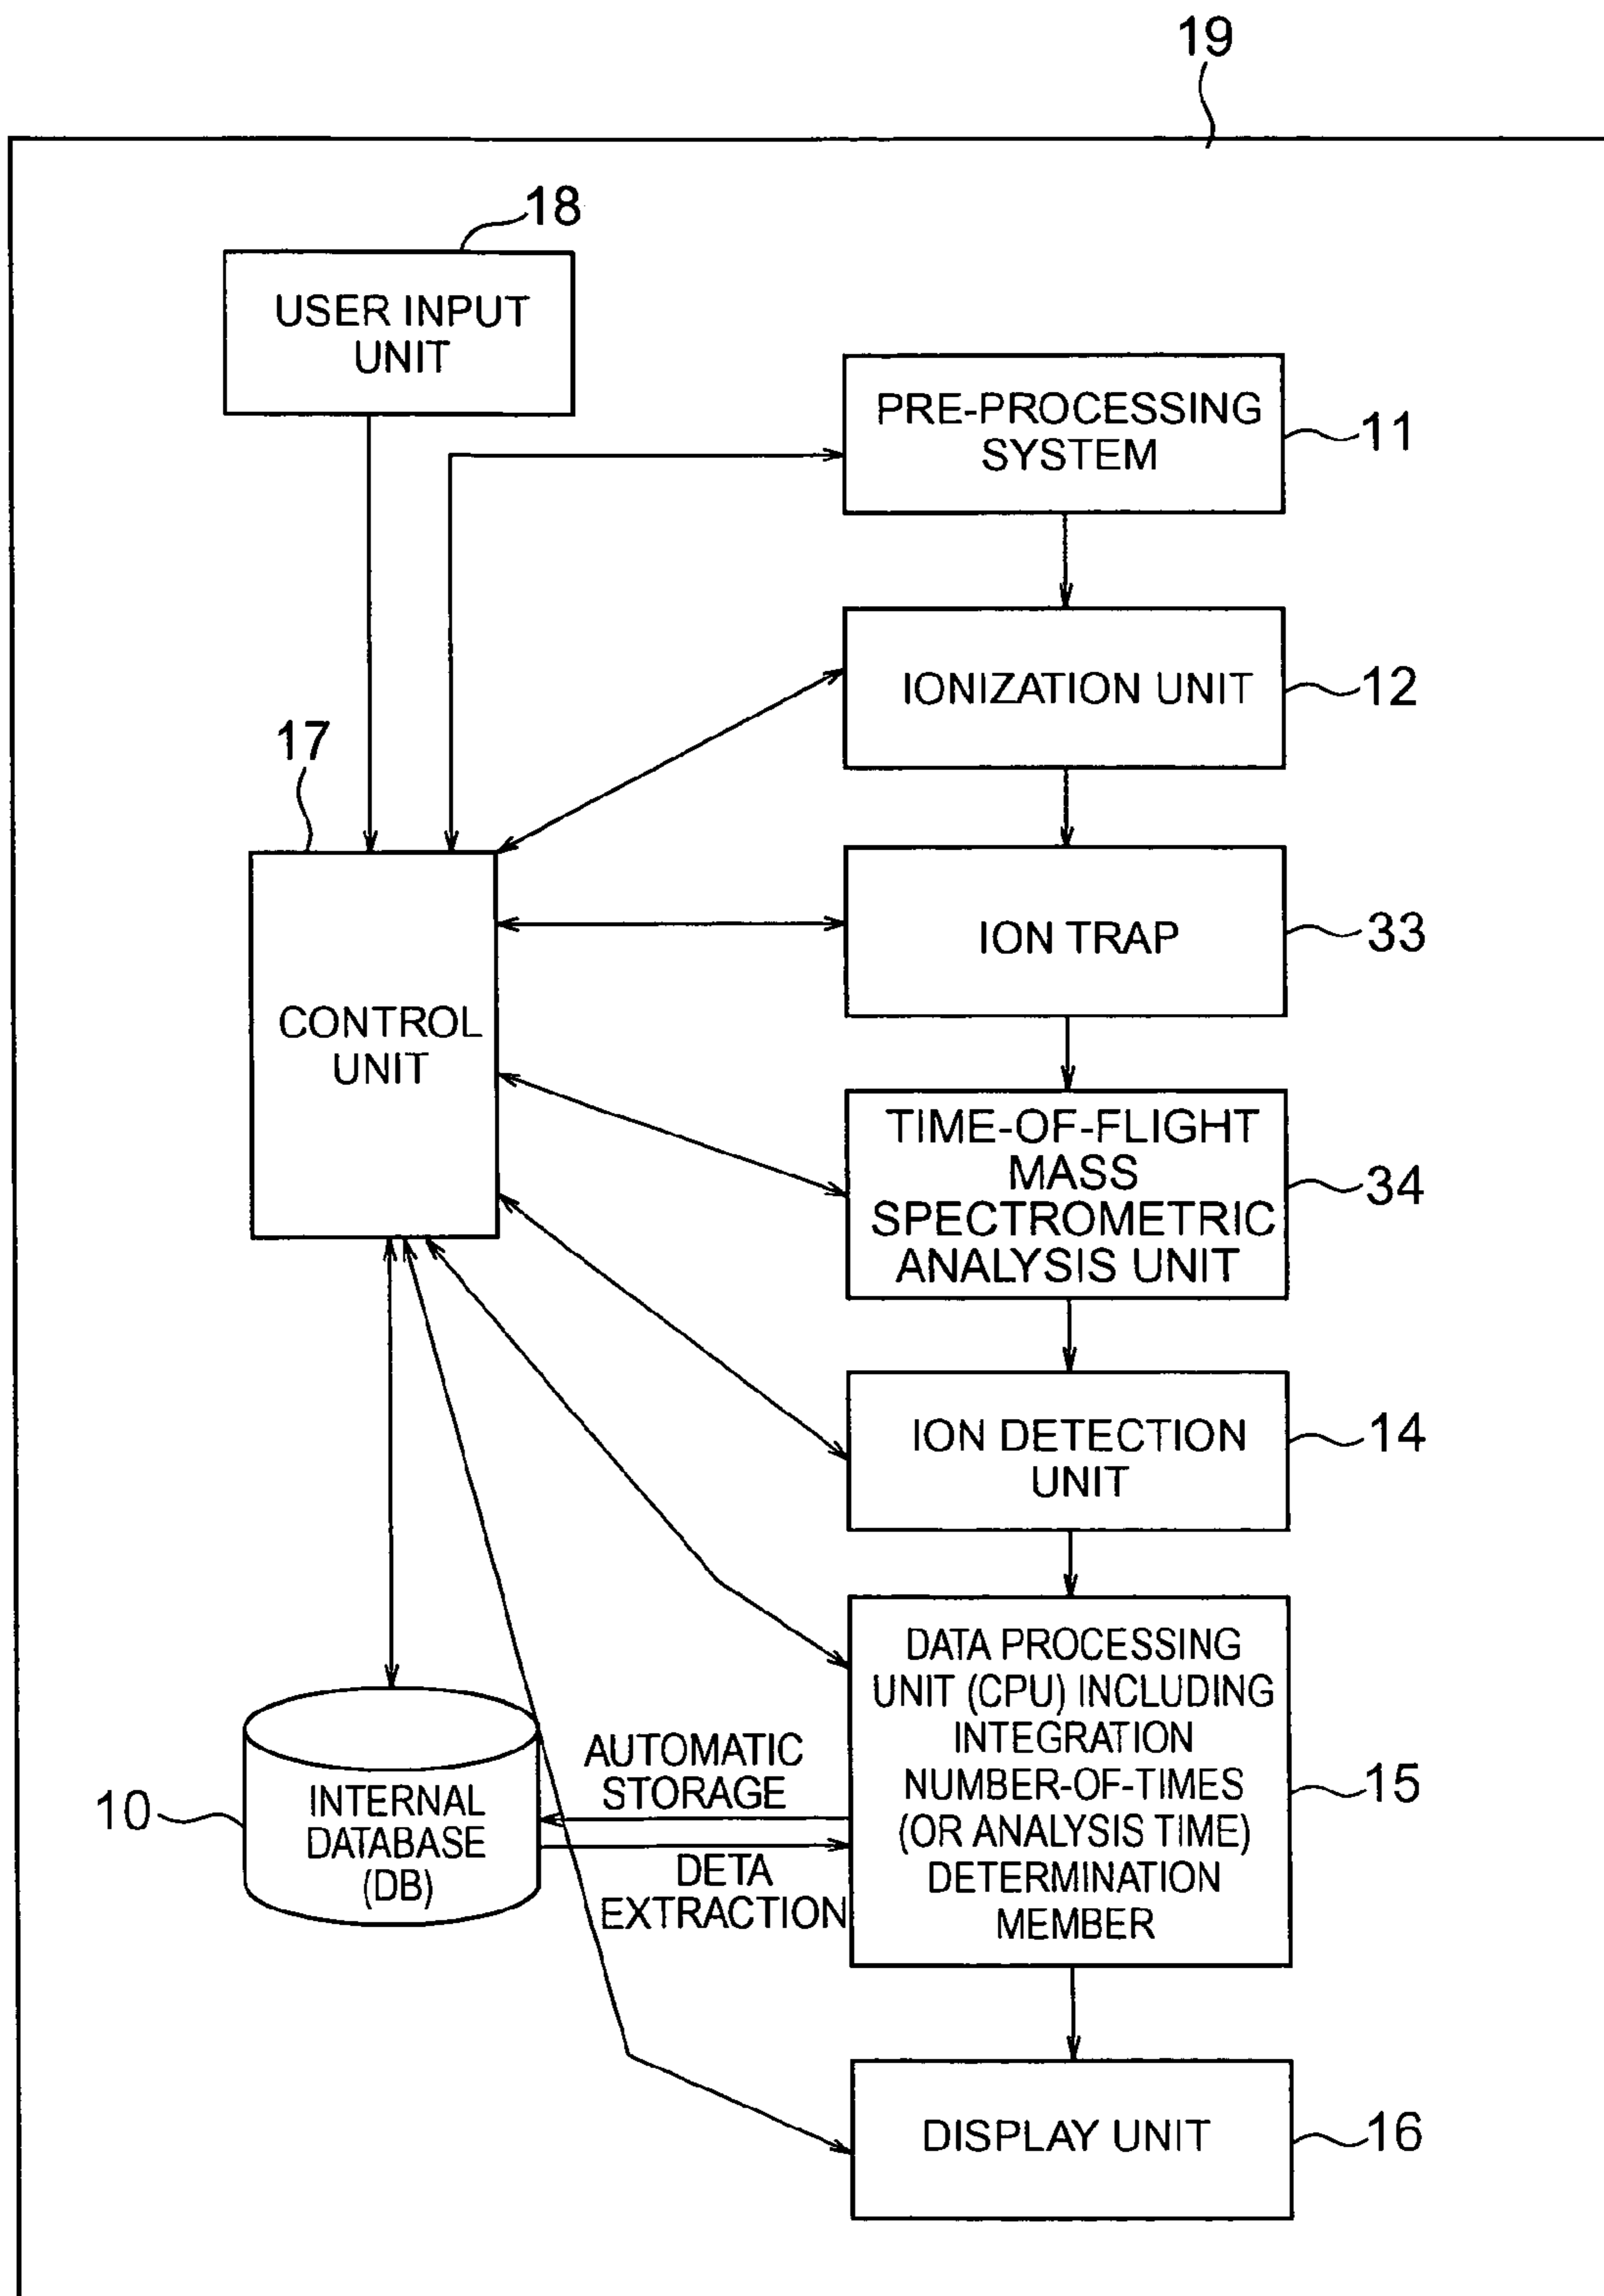 19
18
USER INPUT
UNIT
PRE-PROCESSING
SYSTEM
11
IONIZATION UNIT
12
17
ION TRAP
33
CONTROL
UNIT
TIME-OF-FLIGHT
MASS
SPECTROMETRIC
ANALYSIS UNIT
34
ION DETECTION
UNIT
14
DATA PROCESSING
UNIT (CPU) INCLUDING
INTEGRATION
NUMBER-OF-TIMES
(OR ANALYSIS TIME)
DETERMINATION
MEMBER
15
AUTOMATIC
STORAGE
10
INTERNAL
DATABASE
(DB)
DETA
EXTRACTION
DISPLAY UNIT
16